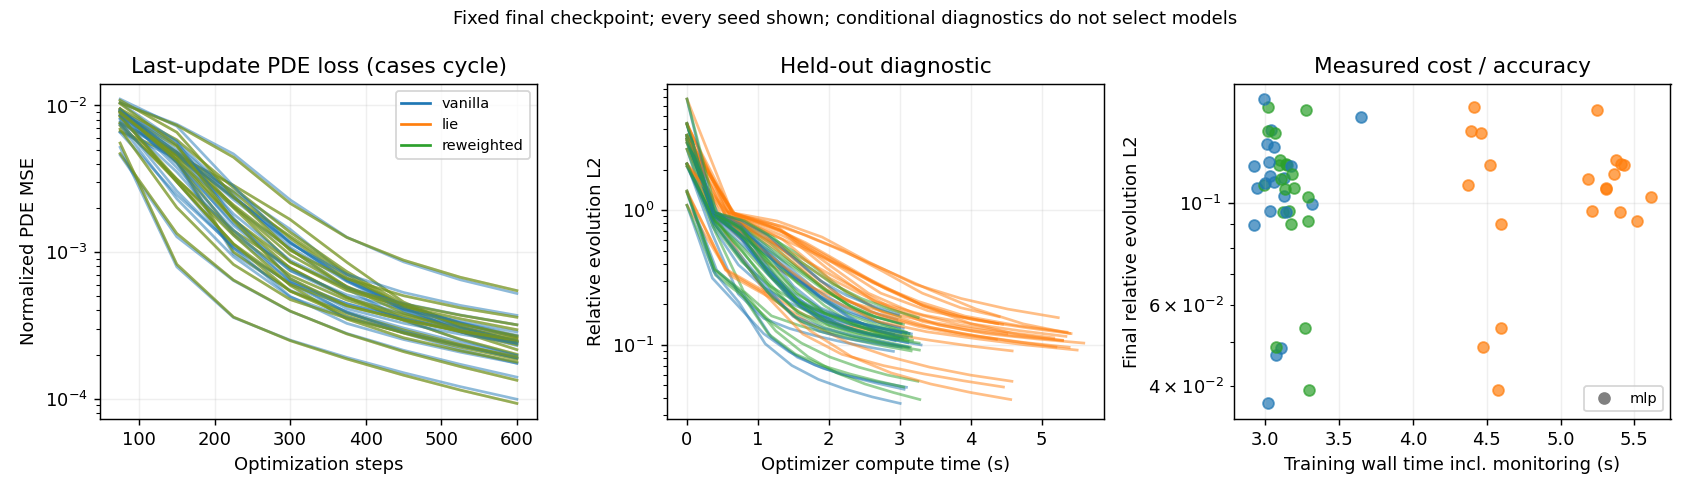 Fixed final checkpoint; every seed shown; conditional diagnostics do not select models
Last-update PDE loss (cases cycle)
Normalized PDE MSE
10⁻²
10⁻³
10⁻⁴
vanilla
lie
reweighted
100 200 300 400 500 600
Optimization steps
Held-out diagnostic
Relative evolution L2
10⁰
10⁻¹
0 1 2 3 4 5
Optimizer compute time (s)
Measured cost / accuracy
Final relative evolution L2
10⁻¹
6 × 10⁻²
4 × 10⁻²
mlp
3.0 3.5 4.0 4.5 5.0 5.5
Training wall time incl. monitoring (s)